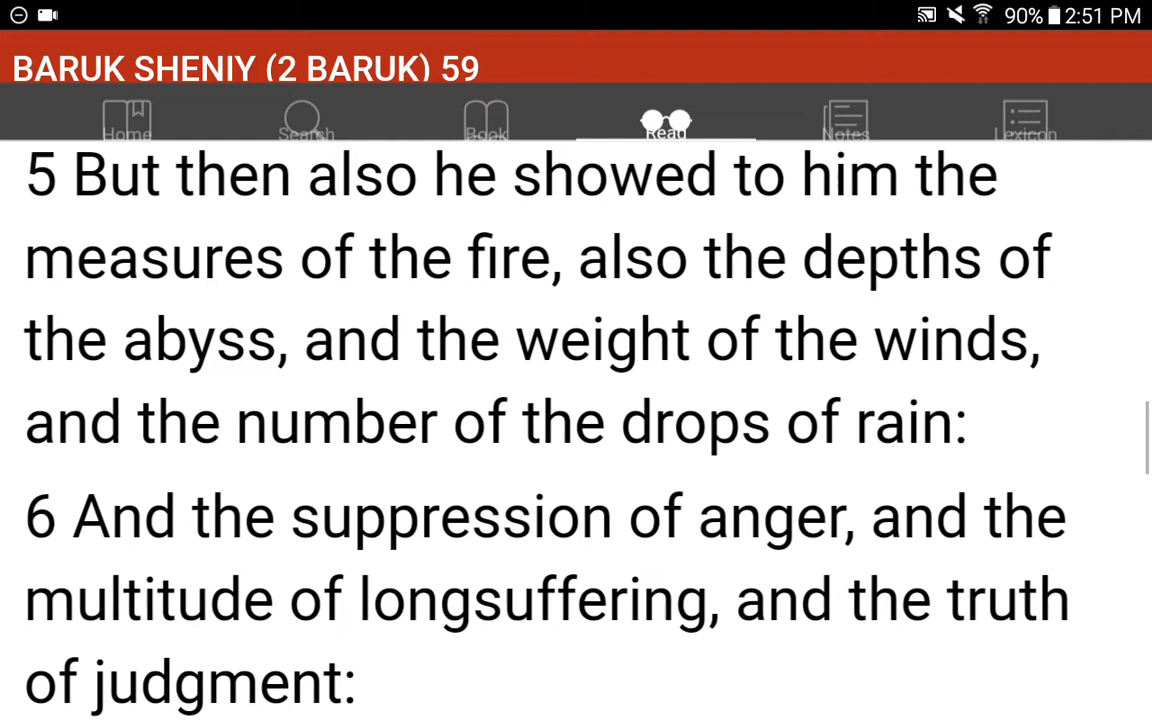 90% 2:51 PM
BARUK SHENIY (2 BARUK) 59
Home Search Book Read Notes Lexicon
5 But then also he showed to him the
measures of the fire, also the depths of
the abyss, and the weight of the winds,
and the number of the drops of rain:
6 And the suppression of anger, and the
multitude of longsuffering, and the truth
of judgment: